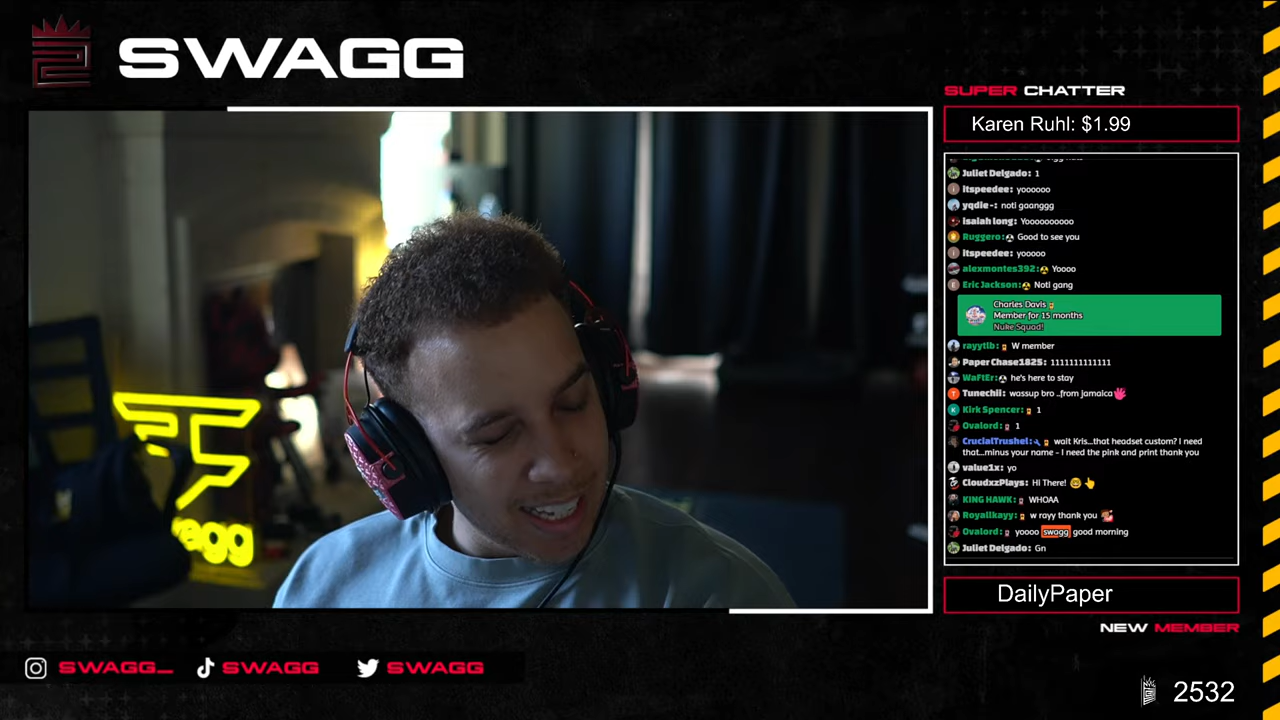 SWAGG
SUPER CHATTER
Karen Ruhl: $1.99
Juliet Delgado: 1
Itspeedee: yoooooo
yqdie-: noti gaanggg
isaiah long: Yoooooooooo
Ruggero: Good to see you
Itspeedee: yooooo
alexmontes392: Yoooo
Eric Jackson: Noti gang
Charles Davis
Member for 15 months
Nuke Squad!
rayytlb: W member
PaperChase1825: 1111111111111
WaFtEr: he's here to stay
Tunechii: wassup bro ..from jamaica
Kirk Spencer: 1
Ovalord: 1
CrucialTrushel: wait Kris...that headset custom? I need
that...minus your name - I need the pink and print thank you
value1x: yo
CloudxzPlays: Hi There!
KING HAWK: WHOAA
Royallkayy: w rayy thank you
Ovalord: yoooo swagg good morning
Juliet Delgado: Gn
DailyPaper
NEW MEMBER
SWAGG_
SWAGG
SWAGG
2532